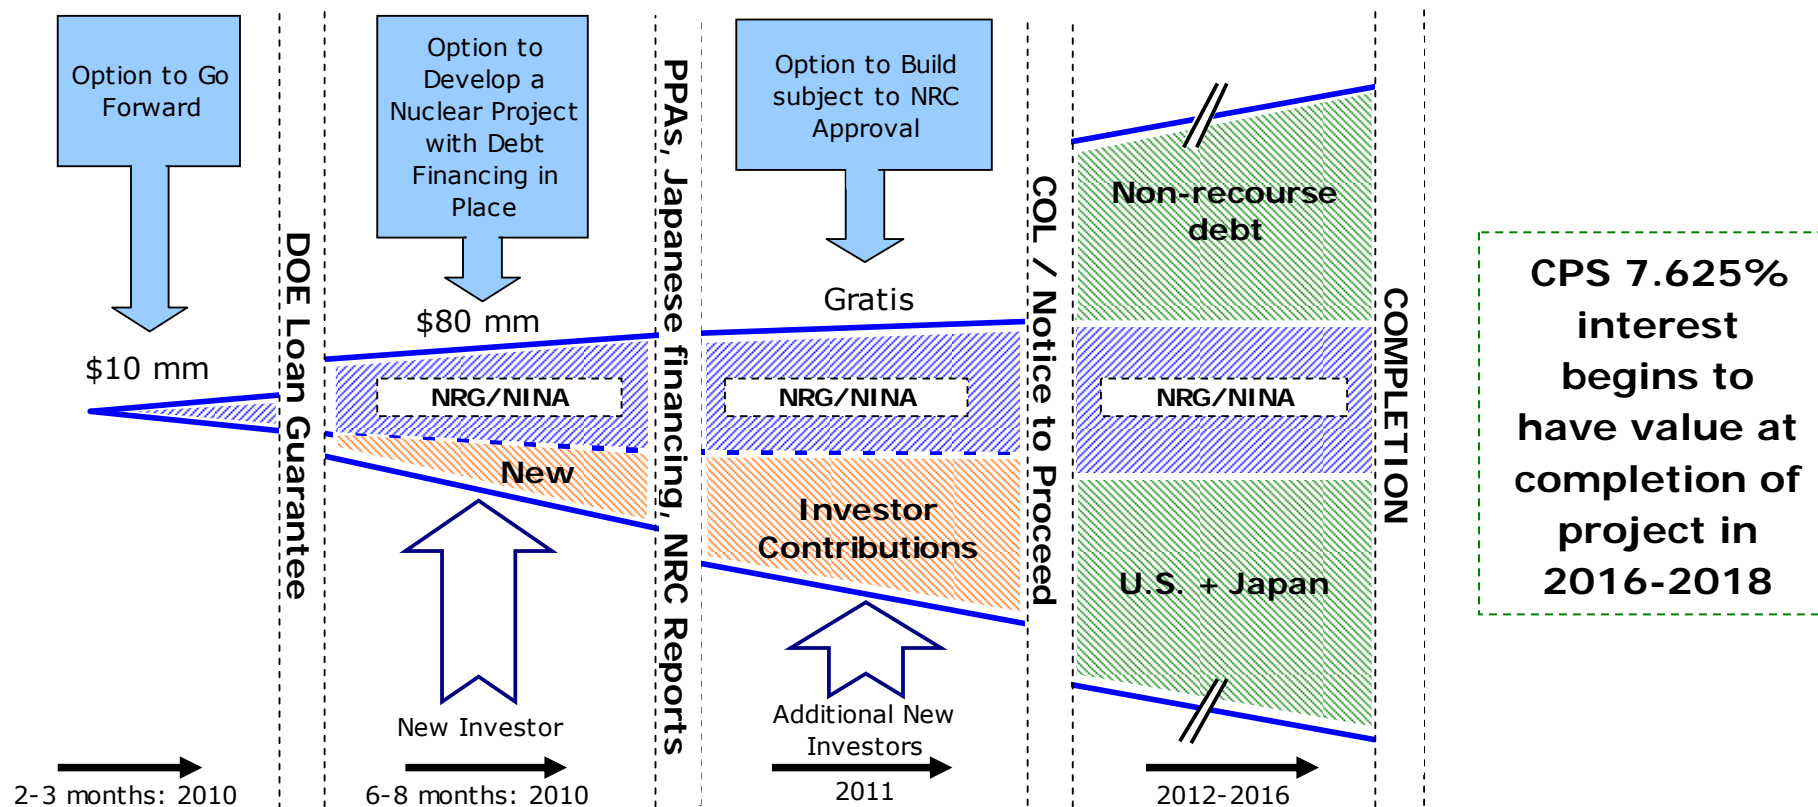 Option to Go
Forward
$10 mm
2-3 months: 2010
DOE Loan Guarantee
Option to
Develop a
Nuclear Project
with Debt
Financing in
Place
$80 mm
NRG/NINA
New
New Investor
6-8 months: 2010
PPAs, Japanese financing, NRC Reports
Option to Build
subject to NRC
Approval
Gratis
NRG/NINA
Investor
Contributions
Additional New
Investors
2011
COL / Notice to Proceed
Non-recourse
debt
NRG/NINA
U.S. + Japan
2012-2016
COMPLETION
CPS 7.625%
interest
begins to
have value at
completion of
project in
2016-2018